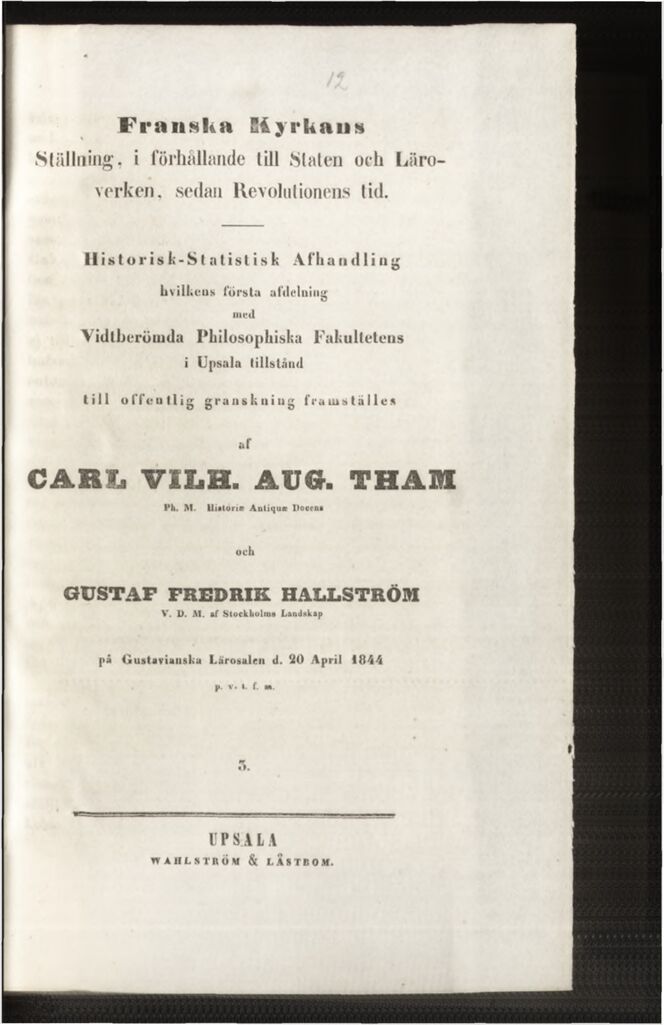 12
Franska Kyrkans
Ställning, i förhållande till Staten och Läro-
verken, sedan Revolutionens tid.
Historisk-Statistisk Afhandling
hvilkens första afdelning
med
Vidtberömda Philosophiska Fakultetens
i Upsala tillstånd
till offentlig granskning framställes
af
CARL VILH. AUG. THAM
Ph. M. Historiæ Antiquæ Docens
och
GUSTAF FREDRIK HALLSTRÖM
V. D. M. af Stockholms Landskap
på Gustavianska Lärosalen d. 20 April 1844
p. v. t. f. m.
3.
UPSALA
WAHLSTRÖM & LÅSTBOM.